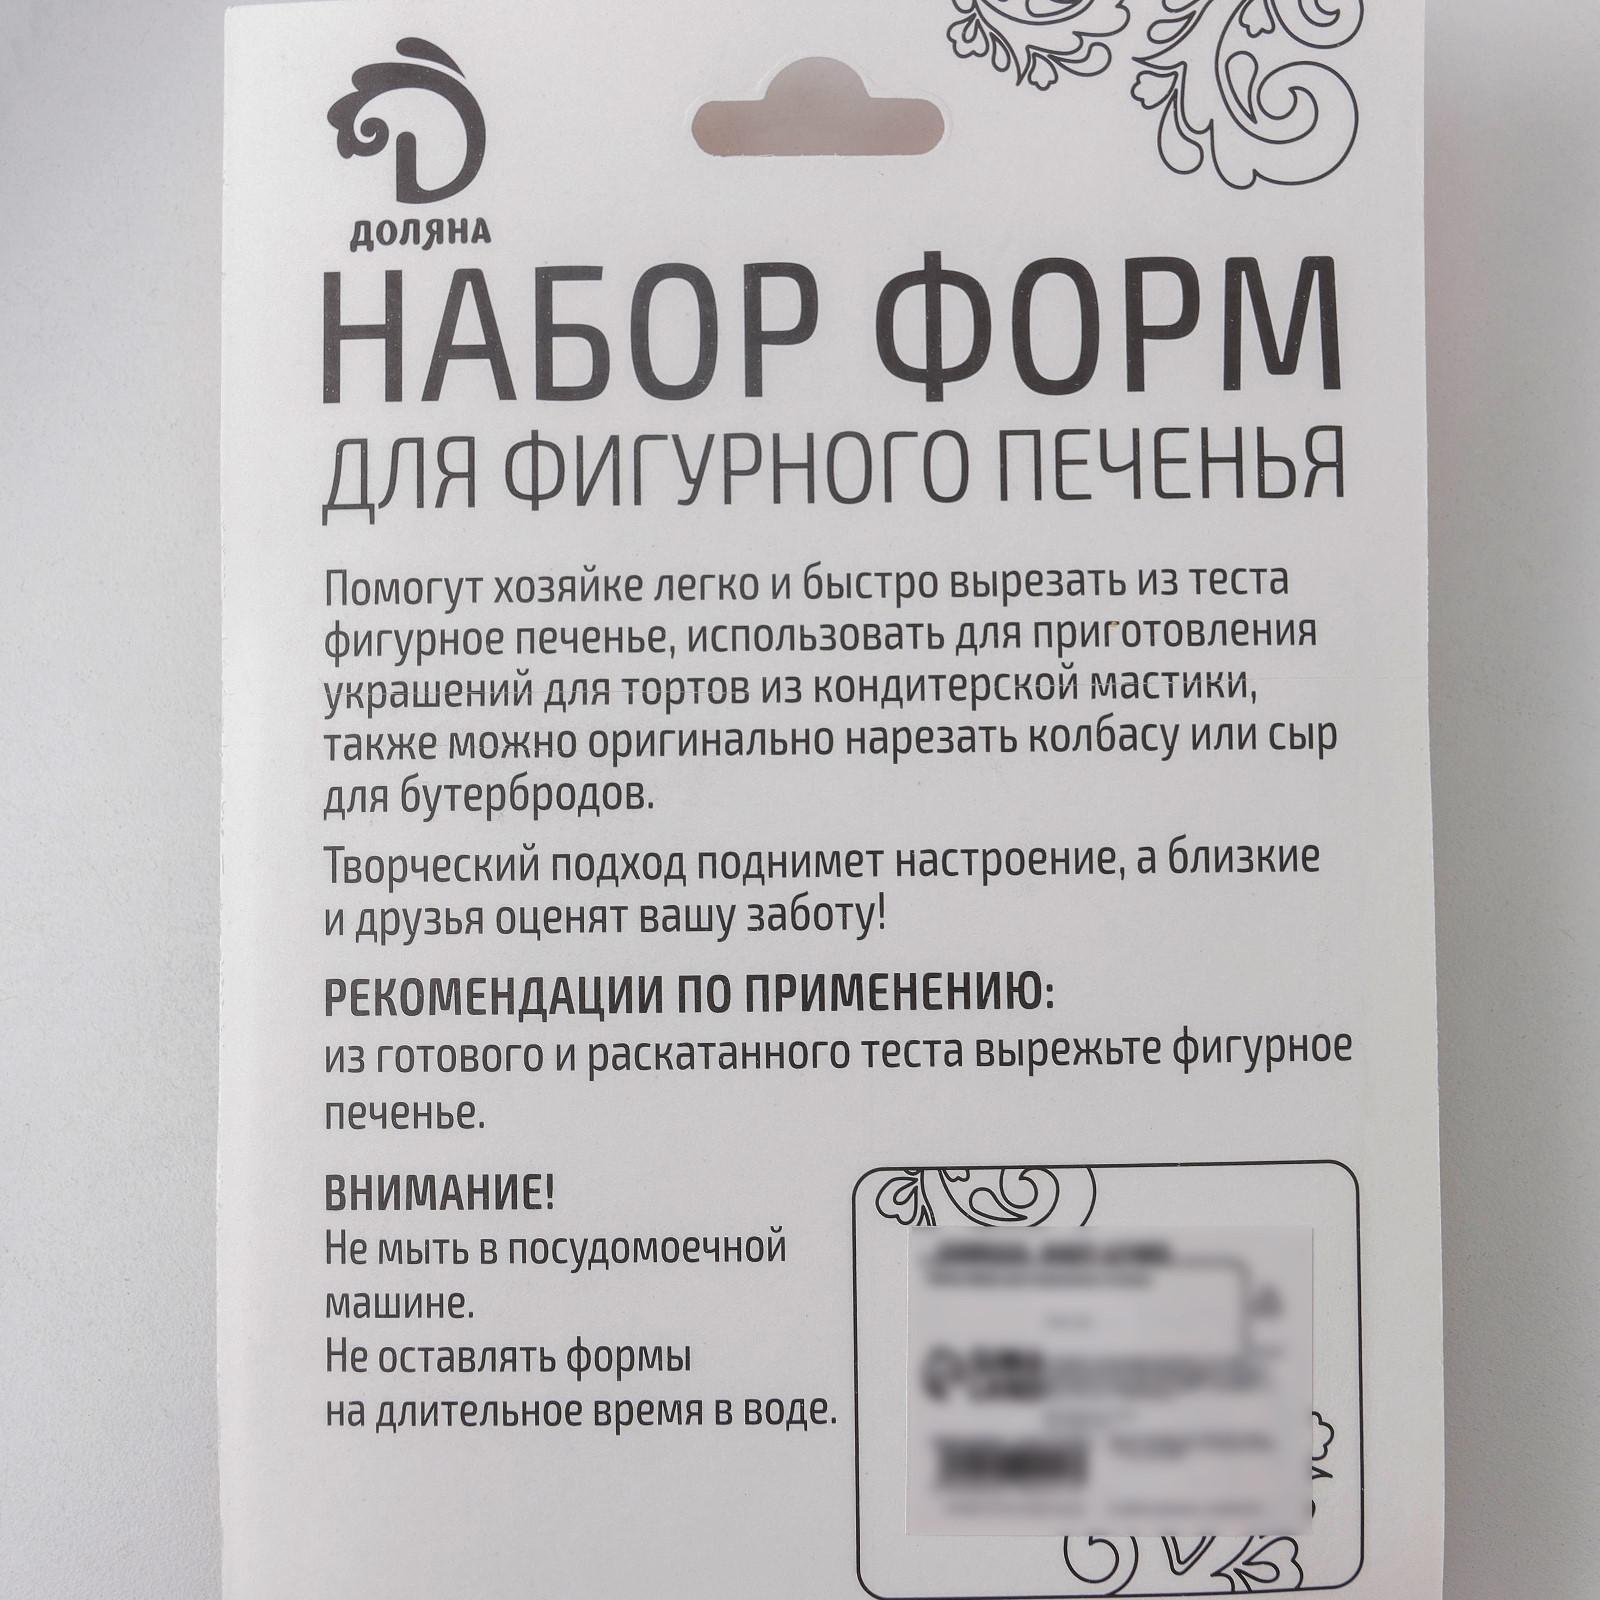 ДОЛЯНА
НАБОР ФОРМ
ДЛЯ ФИГУРНОГО ПЕЧЕНЬЯ
Помогут хозяйке легко и быстро вырезать из теста
фигурное печенье, использовать для приготовления
украшений для тортов из кондитерской мастики,
также можно оригинально нарезать колбасу или сыр
для бутербродов.
Творческий подход поднимет настроение, а близкие
и друзья оценят вашу заботу!
РЕКОМЕНДАЦИИ ПО ПРИМЕНЕНИЮ:
из готового и раскатанного теста вырежьте фигурное
печенье.
ВНИМАНИЕ!
Не мыть в посудомоечной
машине.
Не оставлять формы
на длительное время в воде.